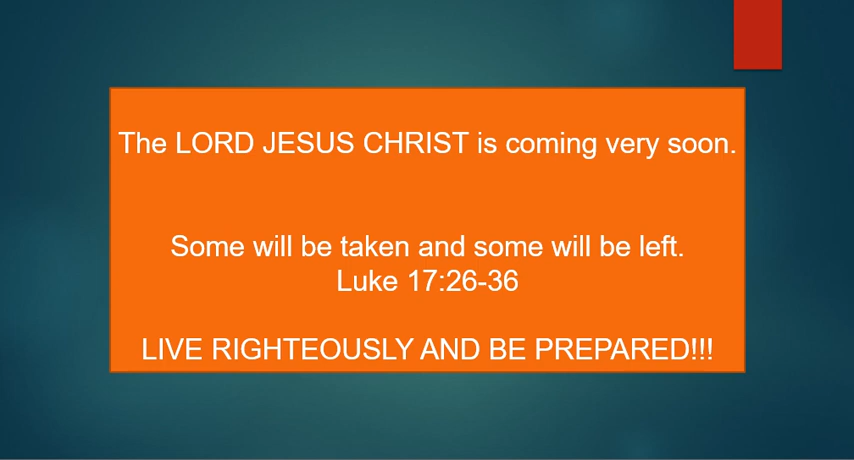 The LORD JESUS CHRIST is coming very soon.
Some will be taken and some will be left.
Luke 17:26-36
LIVE RIGHTEOUSLY AND BE PREPARED!!!